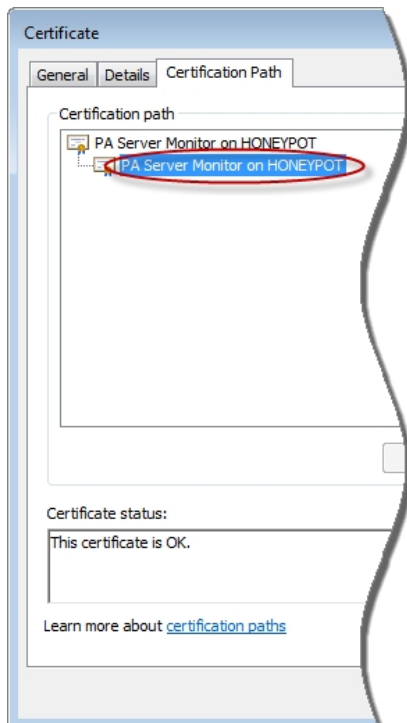 Certificate
General Details Certification Path
Certification path
PA Server Monitor on HONEYPOT
PA Server Monitor on HONEYPOT
Certificate status:
This certificate is OK.
Learn more about certification paths